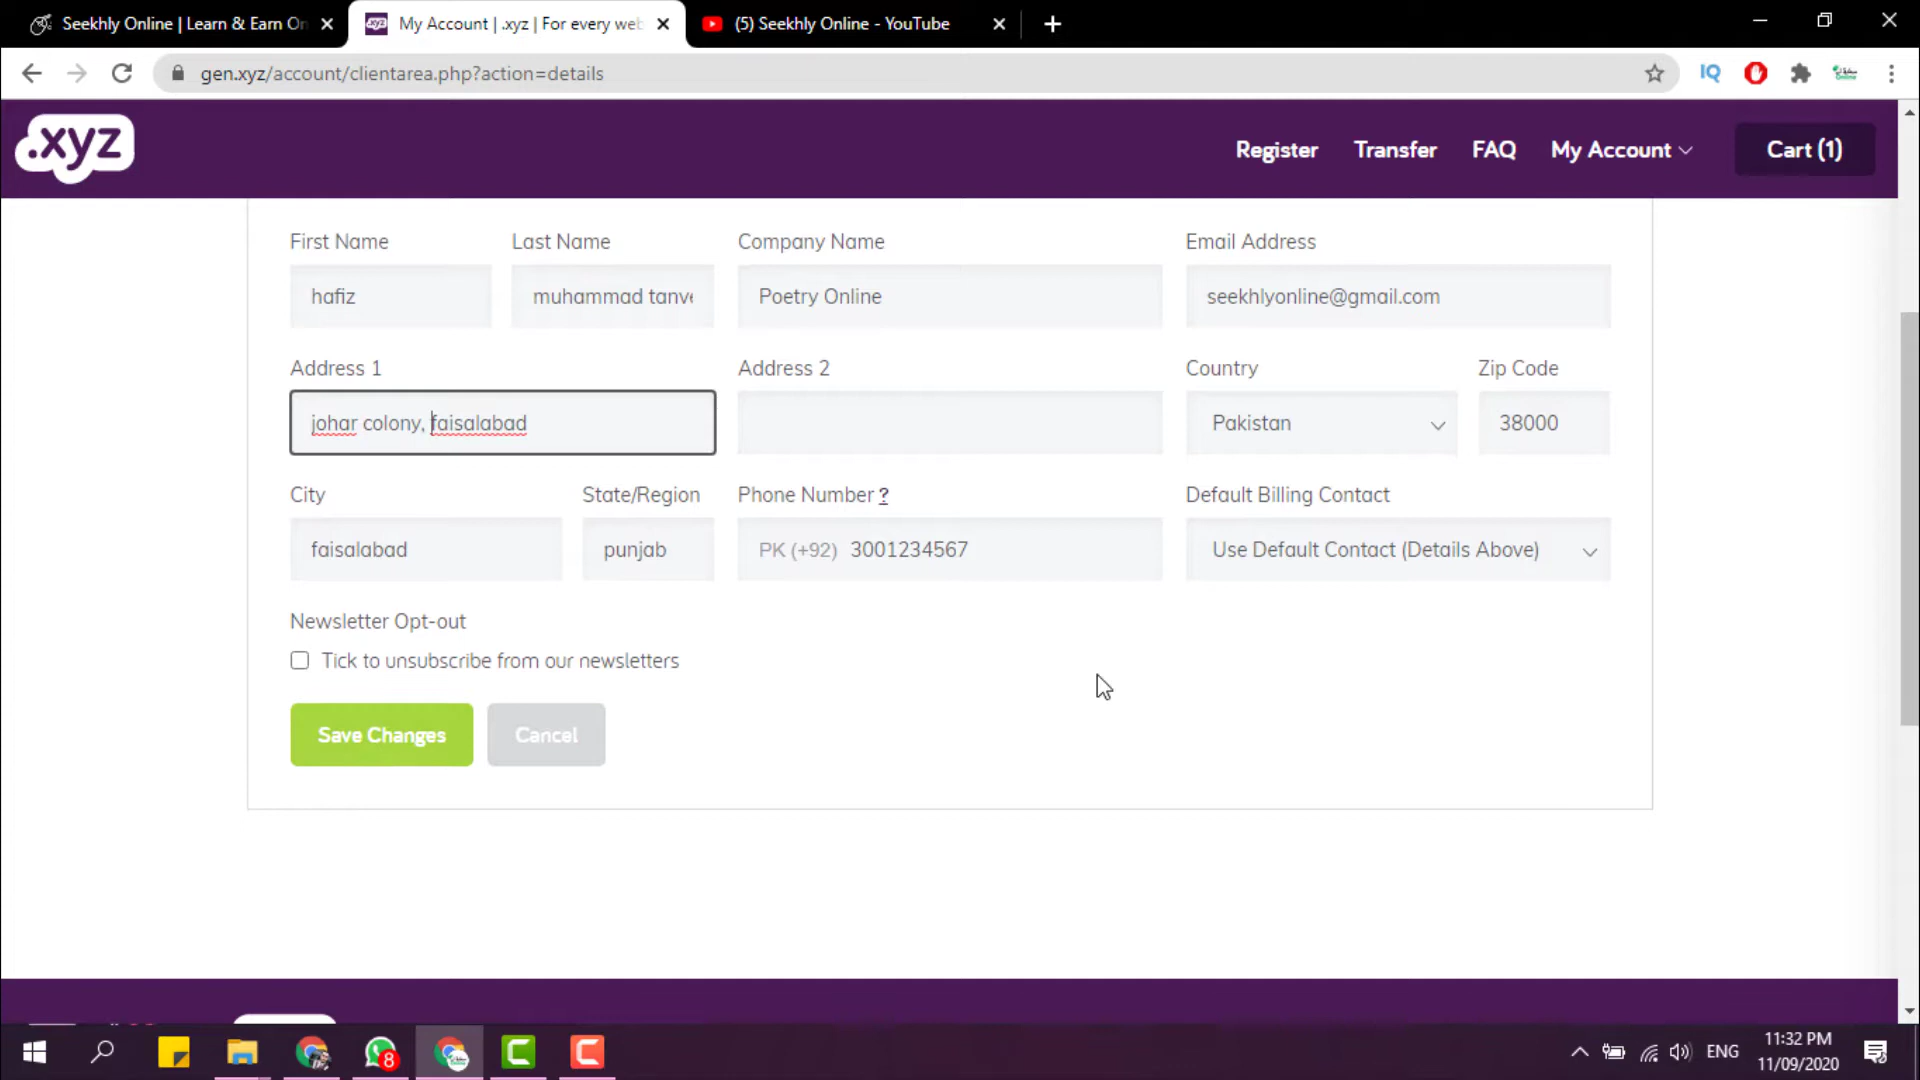 Seekhly Online | Learn & Earn On
My Account | .xyz | For every web
(5) Seekhly Online - YouTube
gen.xyz/account/clientarea.php?action=details
IQ
.xyz
Register
Transfer
FAQ
My Account
Cart (1)
First Name
Last Name
Company Name
Email Address
hafiz
muhammad tanve
Poetry Online
seekhlyonline@gmail.com
Address 1
Address 2
Country
Zip Code
johar colony, faisalabad
Pakistan
38000
City
State/Region
Phone Number ?
Default Billing Contact
faisalabad
punjab
PK (+92) 3001234567
Use Default Contact (Details Above)
Newsletter Opt-out
Tick to unsubscribe from our newsletters
Save Changes
Cancel
8
ENG
11:32 PM
11/09/2020